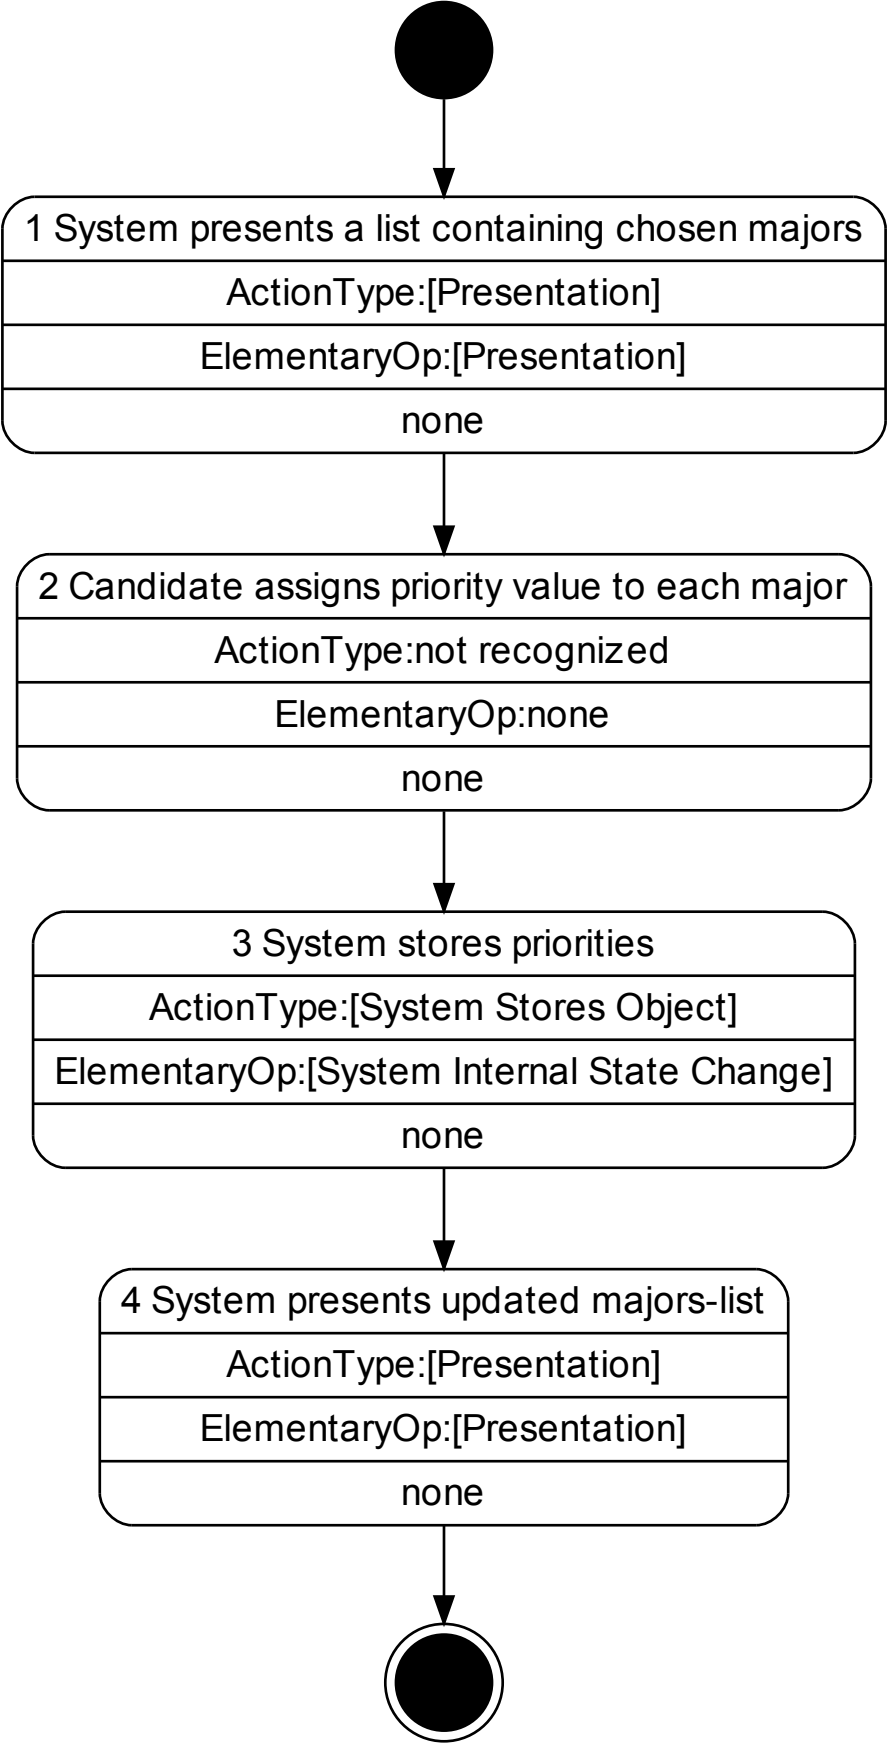 1 System presents a list containing chosen majors
ActionType:[Presentation]
ElementaryOp:[Presentation]
none
2 Candidate assigns priority value to each major
ActionType:not recognized
ElementaryOp:none
none
3 System stores priorities
ActionType:[System Stores Object]
ElementaryOp:[System Internal State Change]
none
4 System presents updated majors-list
ActionType:[Presentation]
ElementaryOp:[Presentation]
none